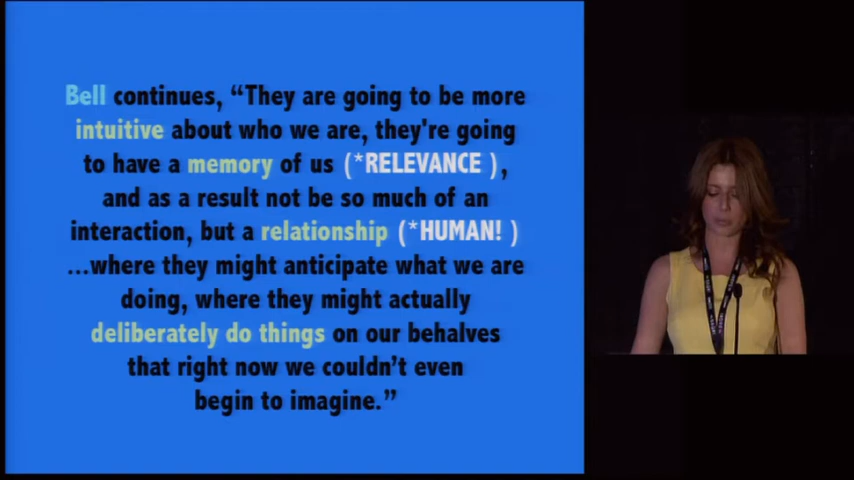 Bell continues, “They are going to be more
intuitive about who we are, they're going
to have a memory of us (*RELEVANCE ),
and as a result not be so much of an
interaction, but a relationship (*HUMAN! )
...where they might anticipate what we are
doing, where they might actually
deliberately do things on our behalves
that right now we couldn't even
begin to imagine.”